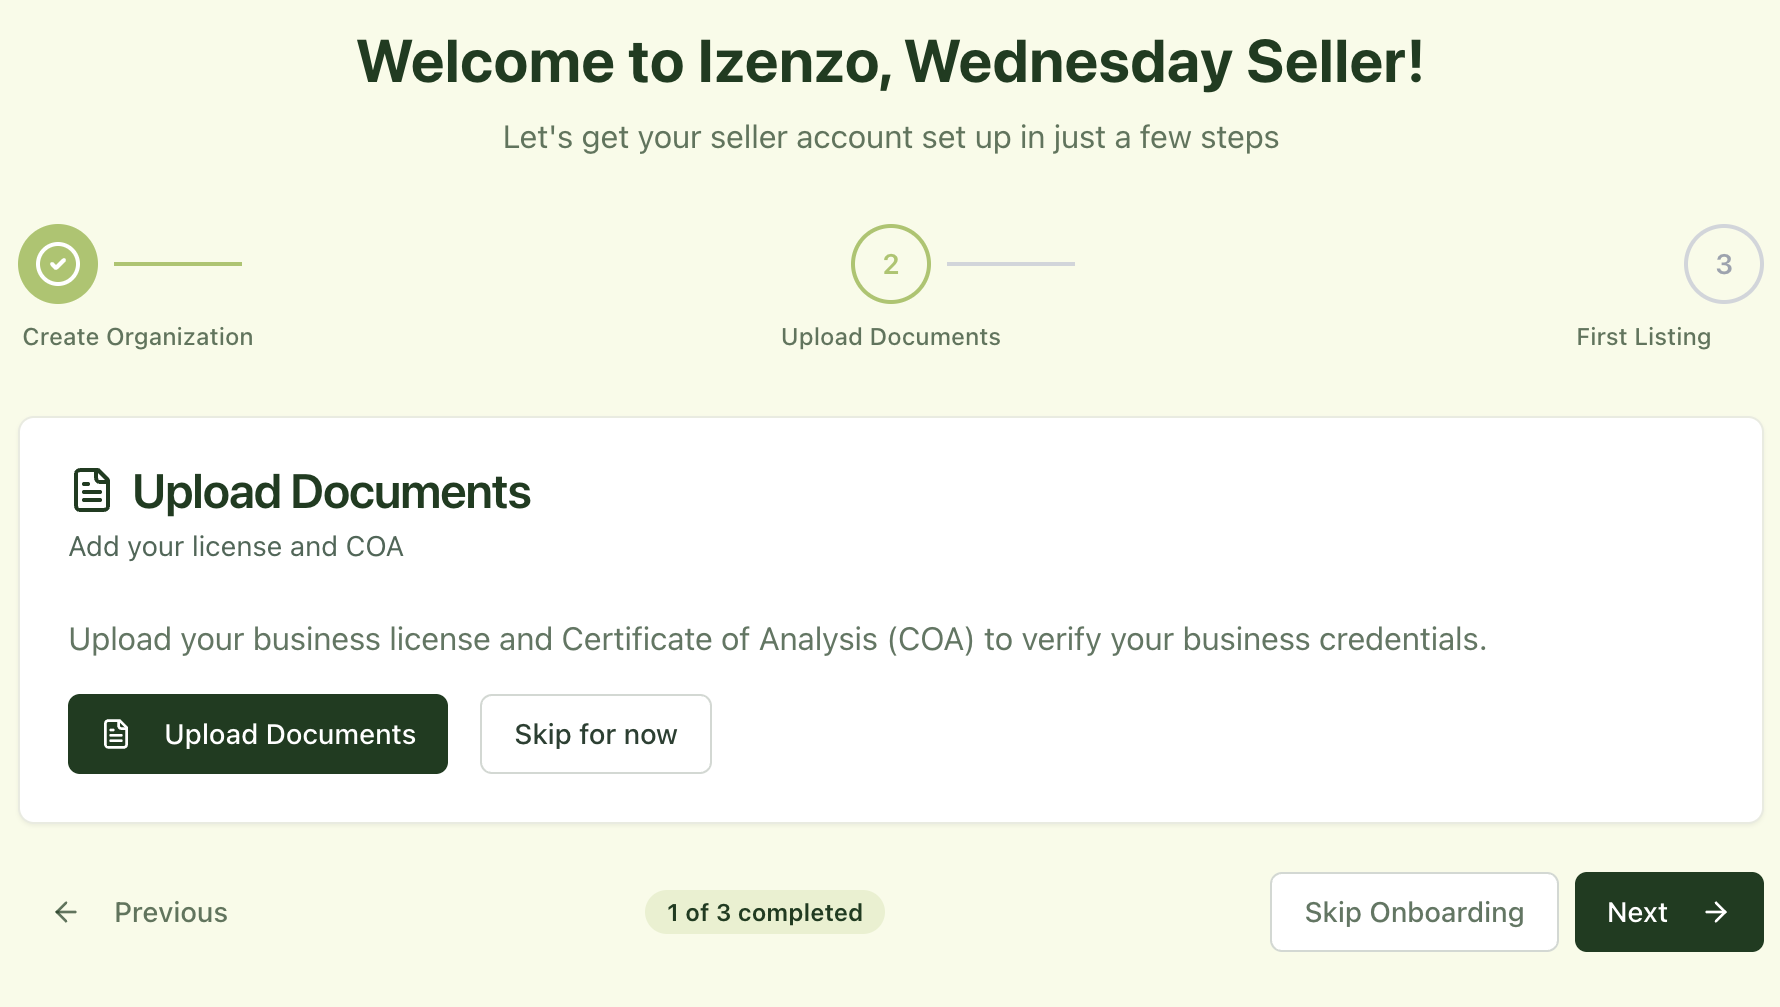 Welcome to Izenzo, Wednesday Seller!
Let's get your seller account set up in just a few steps
2
3
Create Organization
Upload Documents
First Listing
Upload Documents
Add your license and COA
Upload your business license and Certificate of Analysis (COA) to verify your business credentials.
Upload Documents
Skip for now
Previous
1 of 3 completed
Skip Onboarding
Next